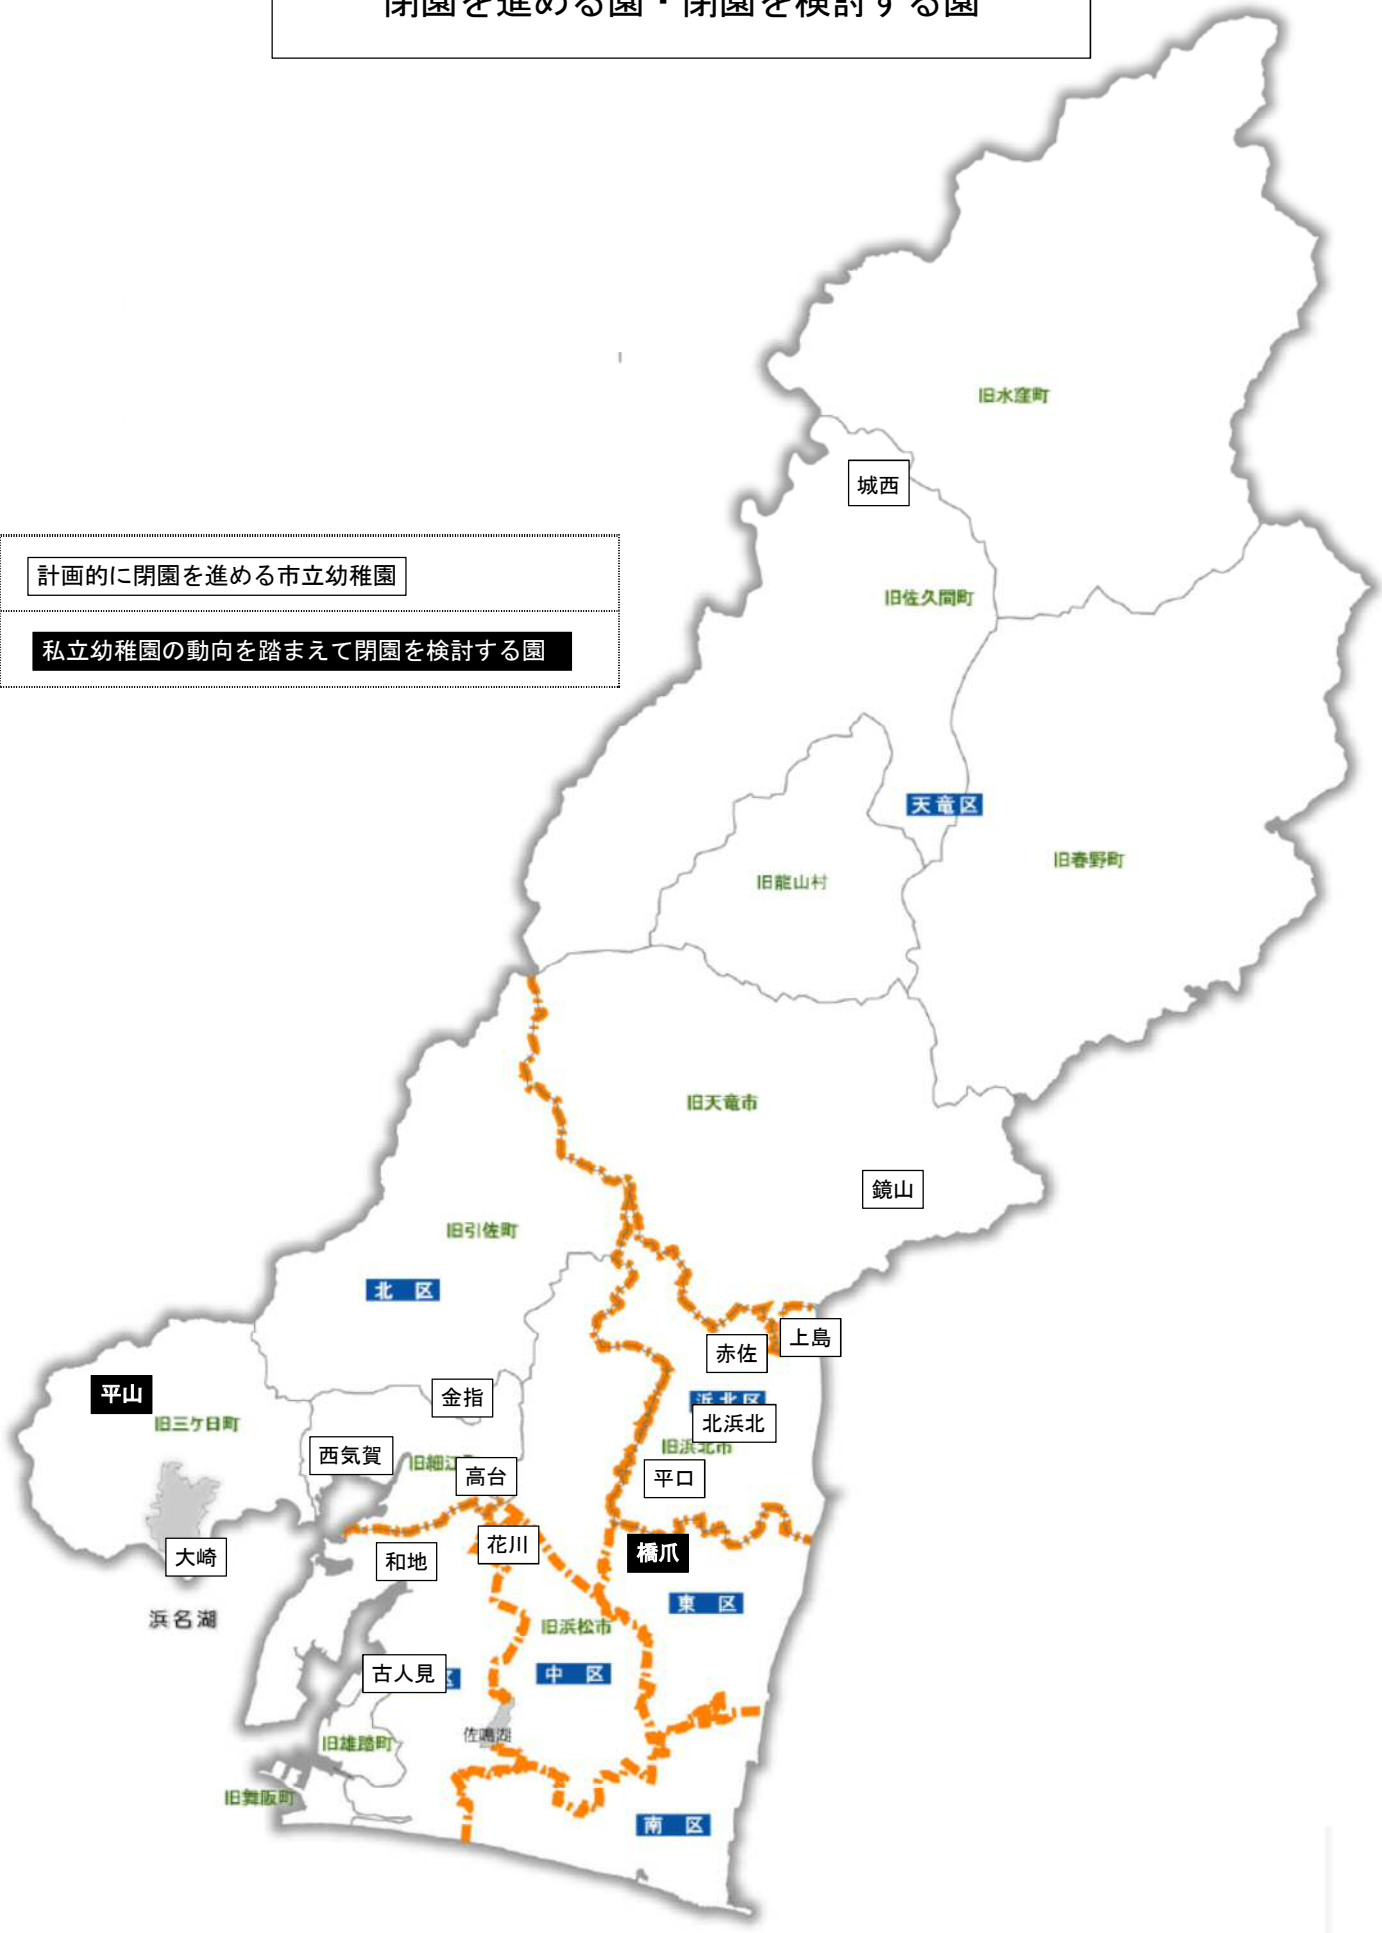 閉園を進める園・閉園を検討する園
旧水窪町
城西
計画的に閉園を進める市立幼稚園
旧佐久間町
私立幼稚園の動向を踏まえて閉園を検討する園
天竜区
旧春野町
旧龍山村
旧天竜市
鏡山
旧引佐町
北 区
上島
赤佐
平山
金指
浜北区
北浜北
旧三ケ日町
旧浜北市
西気賀
旧細江
高台
平口
花川
橋爪
大崎
和地
東 区
浜名湖
旧浜松市
古人見
区
中 区
佐鳴湖
旧雄踏町
旧舞阪町
南 区